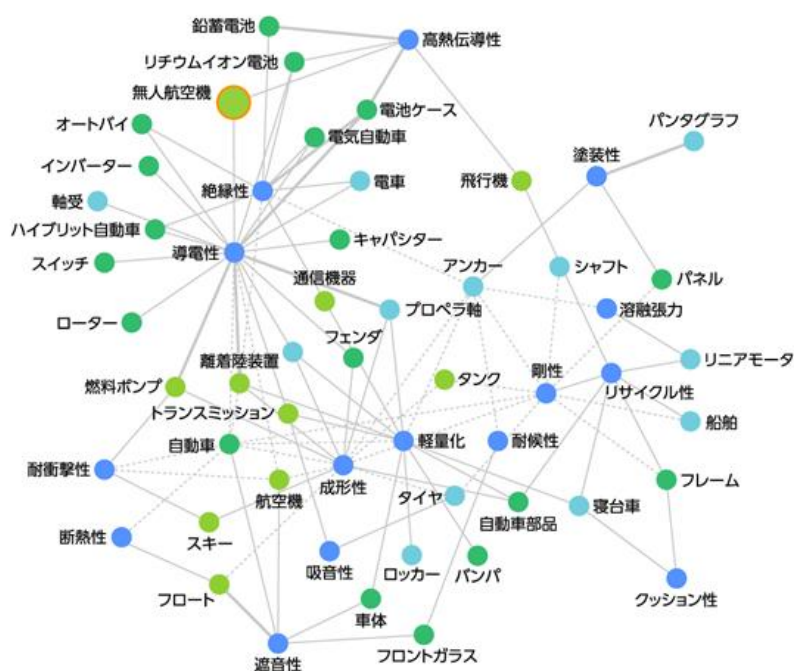 鉛蓄電池
高熱伝導性
リチウムイオン電池
無人航空機
電池ケース
オートバイ
電気自動車
パンタグラフ
塗装性
インバーター
絶縁性
電車
飛行機
軸受
ハイブリット自動車
キャパシター
導電性
アンカー
シャフト
スイッチ
通信機器
パネル
プロペラ軸
溶融張力
ローター
フェンダ
離着陸装置
リニアモータ
燃料ポンプ
タンク
剛性
リサイクル性
トランスミッション
船舶
自動車
軽量化
耐候性
耐衝撃性
航空機
成形性
タイヤ
フレーム
自動車部品
寝台車
断熱性
スキー
吸音性
ロッカー
バンパ
クッション性
フロート
車体
遮音性
フロントガラス